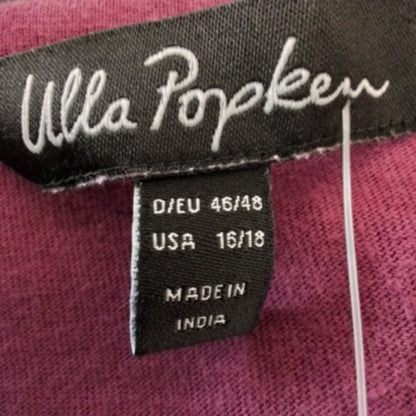 Ulla Popken
D/EU 46/48
USA 16/18
MADE IN
INDIA